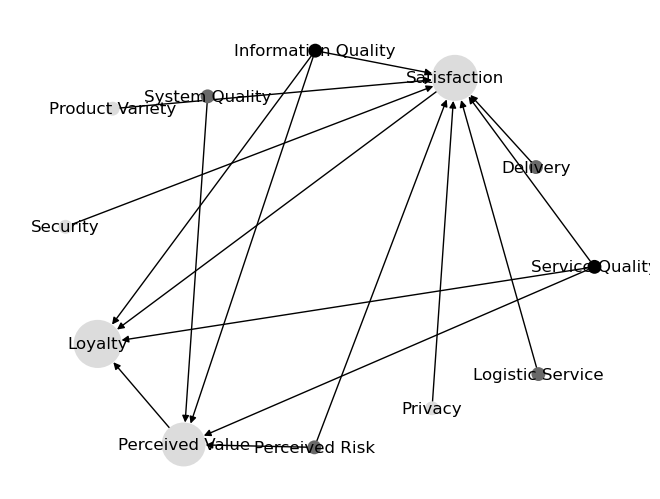 Information Quality
Satisfaction
System Quality
Product Variety
Delivery
Security
Service Quality
Loyalty
Logistic Service
Privacy
Perceived Value
Perceived Risk